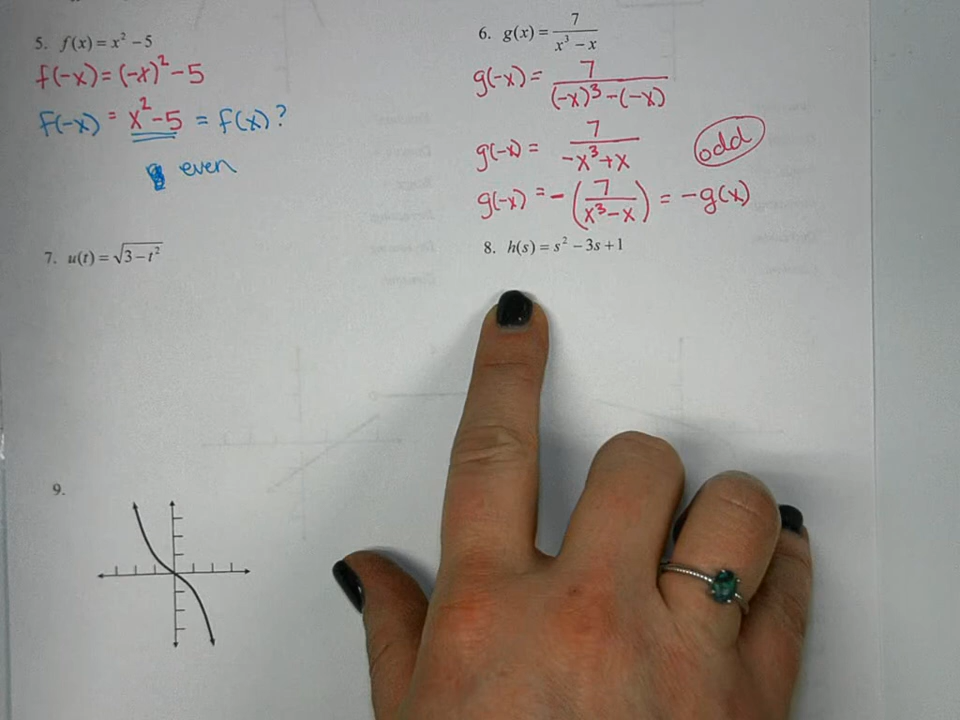 5. f(x) = x² − 5
f(-x) = (-x)² - 5
f(-x) = x² - 5 = f(x)?
even
6. g(x) = 7/(x³ − x)
g(-x) = 7/((-x)³ - (-x))
g(-x) = 7/(-x³ + x)
odd
g(-x) = -(7/(x³ - x)) = -g(x)
7. u(t) = √(3 − t²)
8. h(s) = s² − 3s + 1
9.